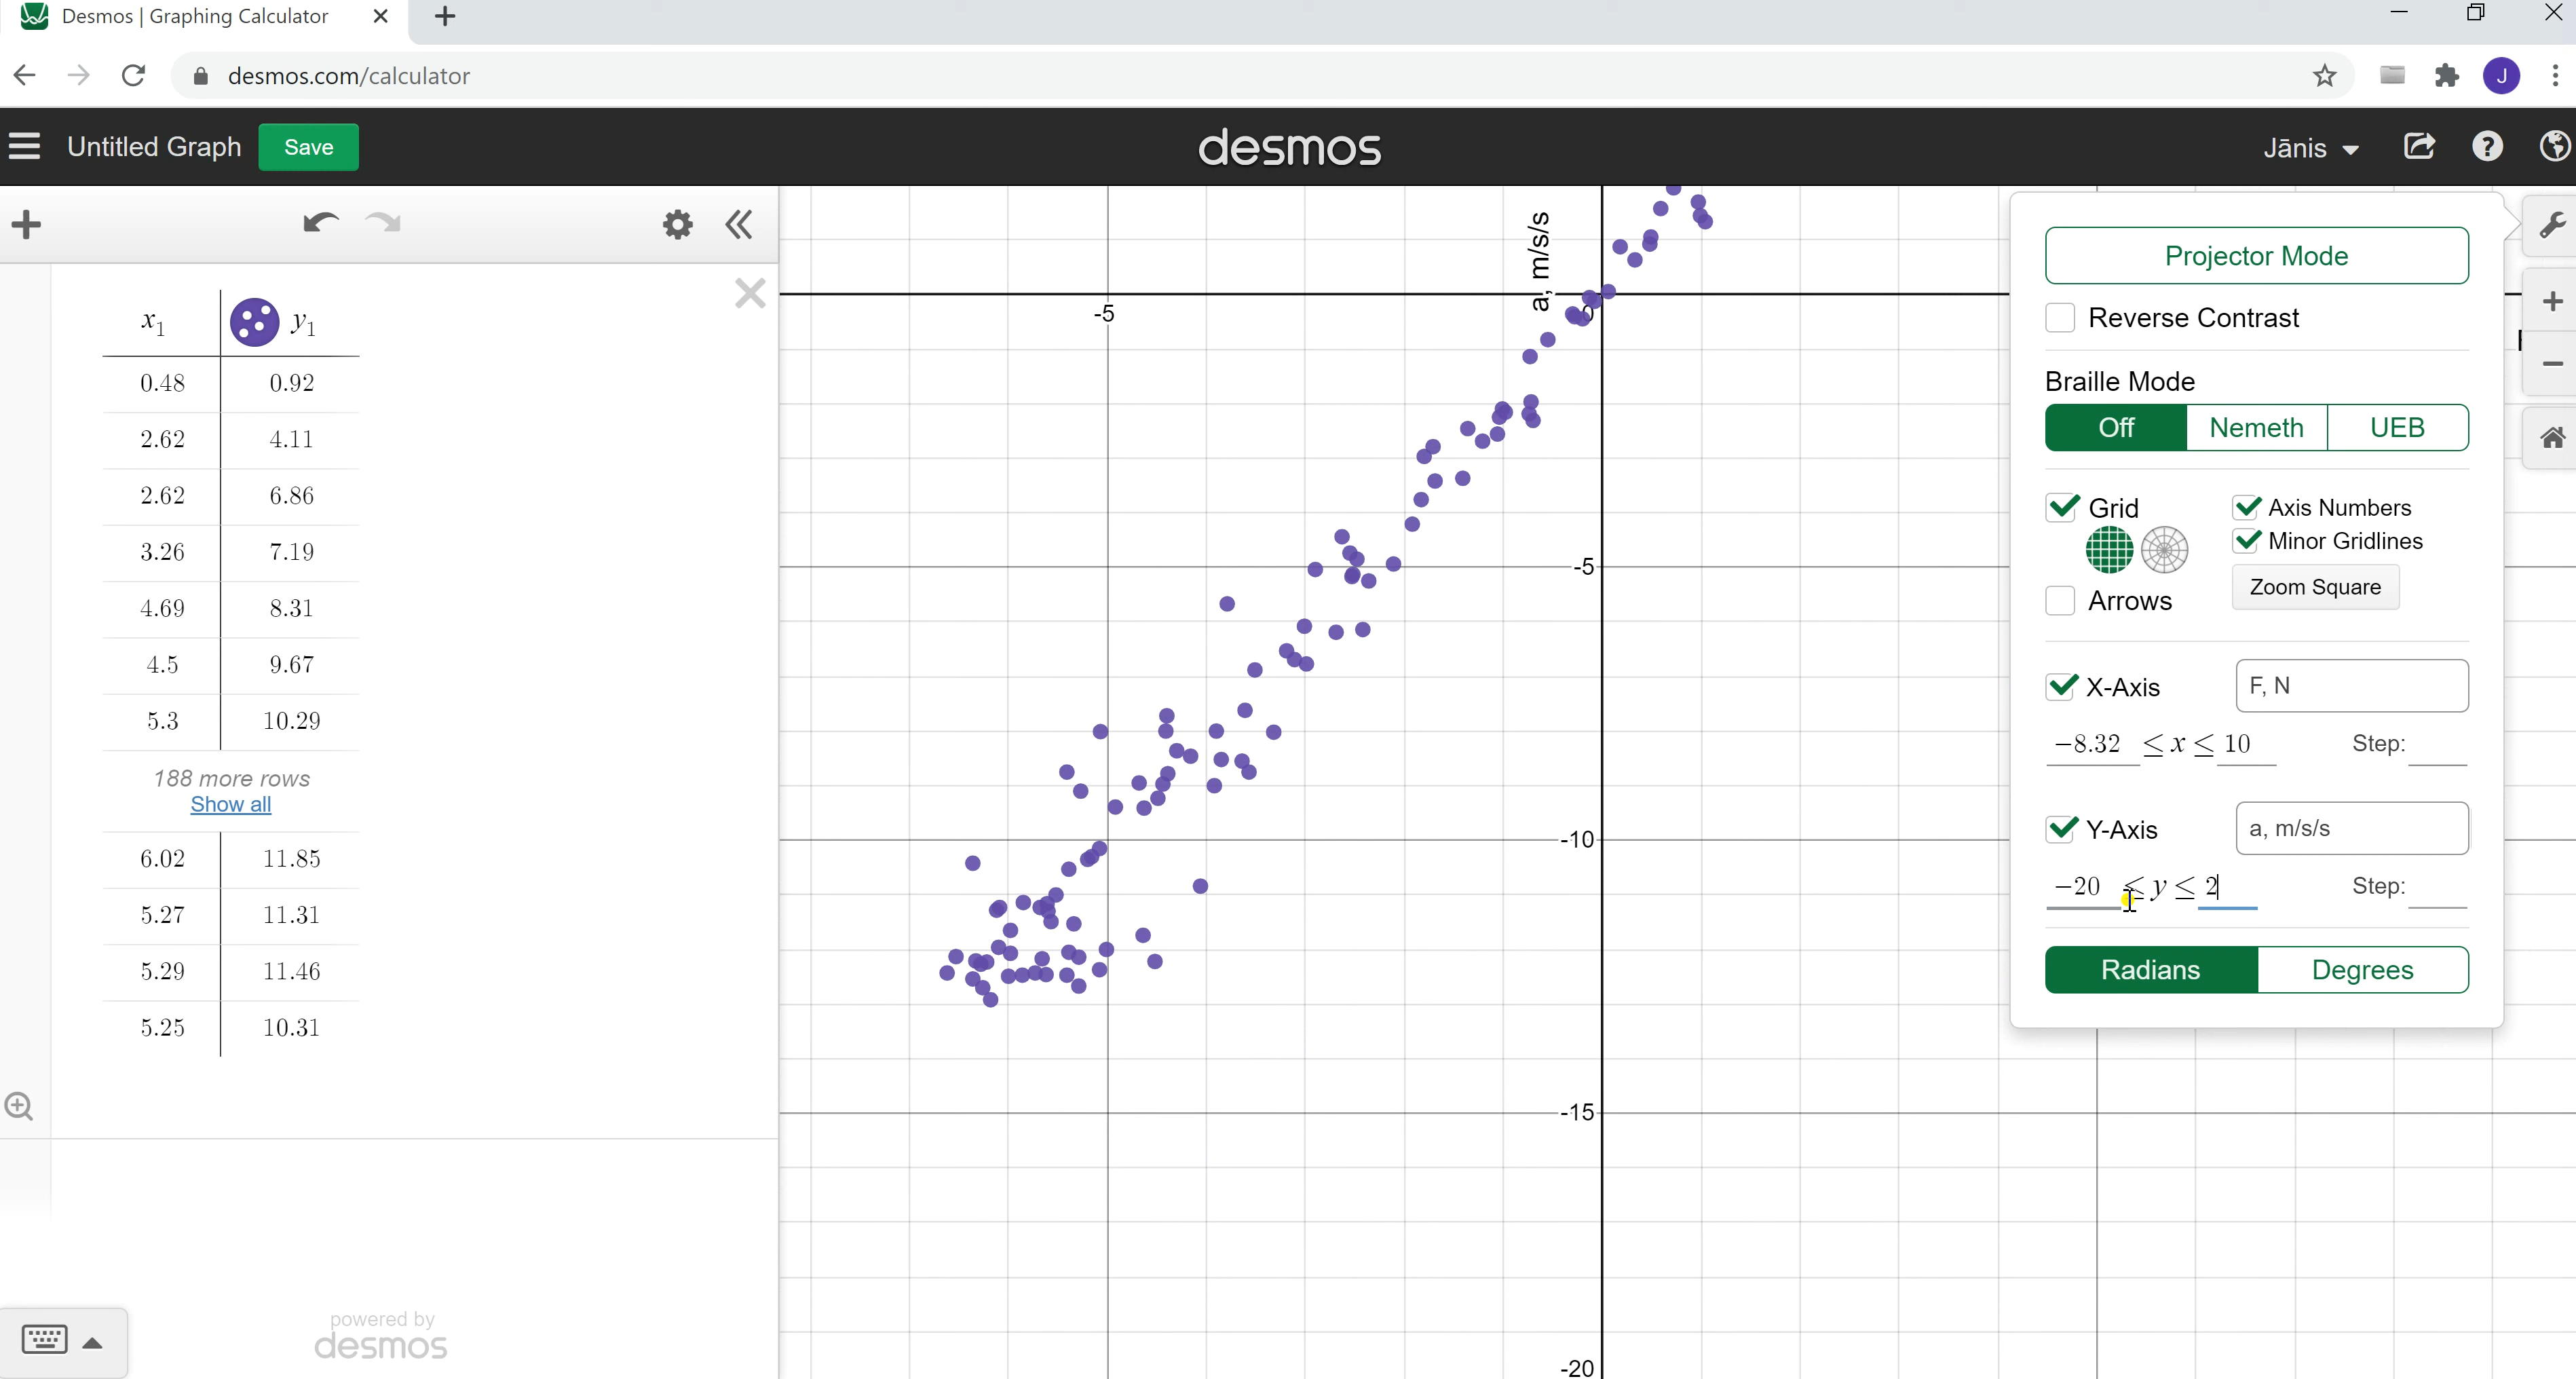 Desmos | Graphing Calculator
desmos.com/calculator
J
Untitled Graph Save
desmos
Jānis
x₁ y₁
0.48 0.92
2.62 4.11
2.62 6.86
3.26 7.19
4.69 8.31
4.5 9.67
5.3 10.29
188 more rows
Show all
6.02 11.85
5.27 11.31
5.29 11.46
5.25 10.31
powered by
desmos
a, m/s/s
-5 0
-5
-10
-15
-20
Projector Mode
Reverse Contrast
Braille Mode
Off Nemeth UEB
Grid
Axis Numbers
Minor Gridlines
Arrows
Zoom Square
X-Axis F, N
−8.32 ≤ x ≤ 10 Step:
Y-Axis a, m/s/s
−20 ≤ y ≤ 2 Step:
Radians Degrees